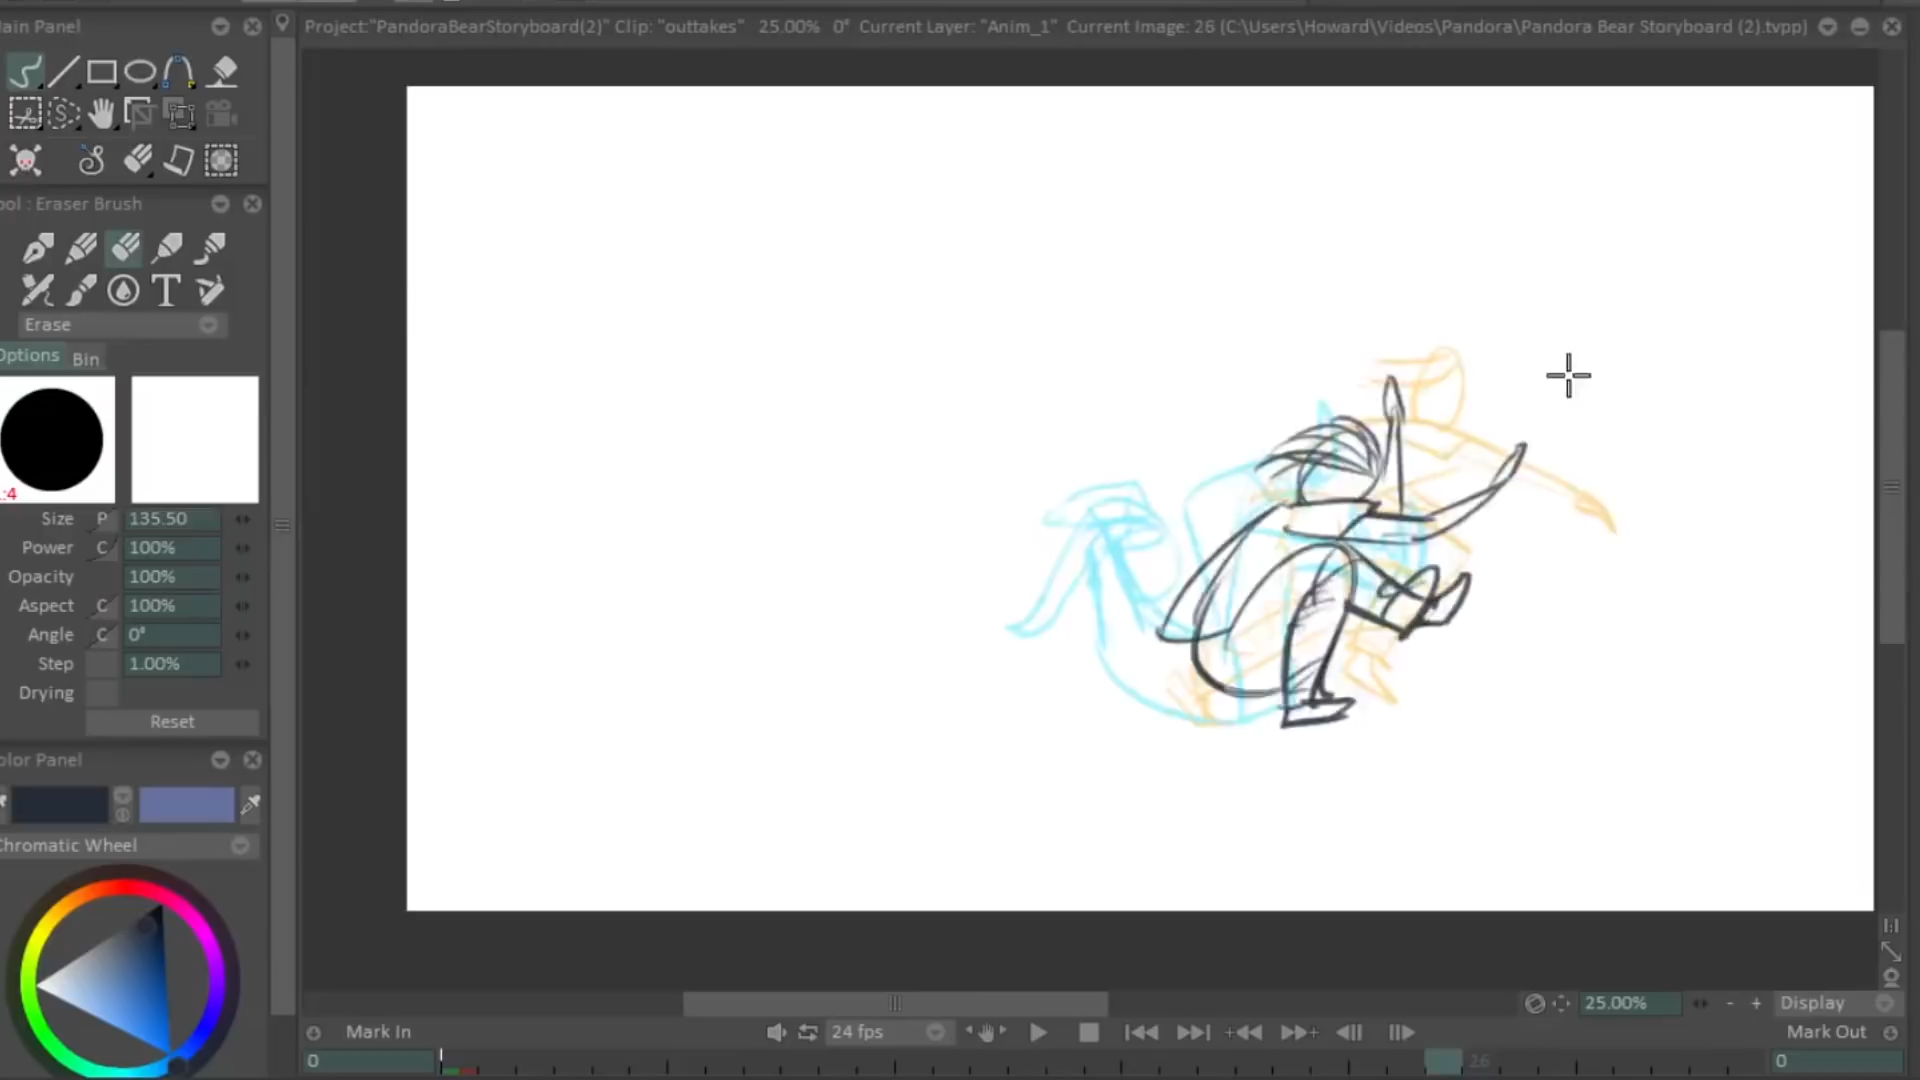 ain Panel
Project:"PandoraBearStoryboard(2)" Clip: "outtakes" 25.00% 0° Current Layer: "Anim_1" Current Image: 26 (C:\Users\Howard\Videos\Pandora\Pandora Bear Storyboard (2).tvpp)
ool : Eraser Brush
Erase
Options Bin
:4
Size P 135.50
Power C 100%
Opacity 100%
Aspect C 100%
Angle C 0°
Step 1.00%
Drying
Reset
olor Panel
Chromatic Wheel
25.00% - + Display
Mark In 24 fps Mark Out
0 26 0